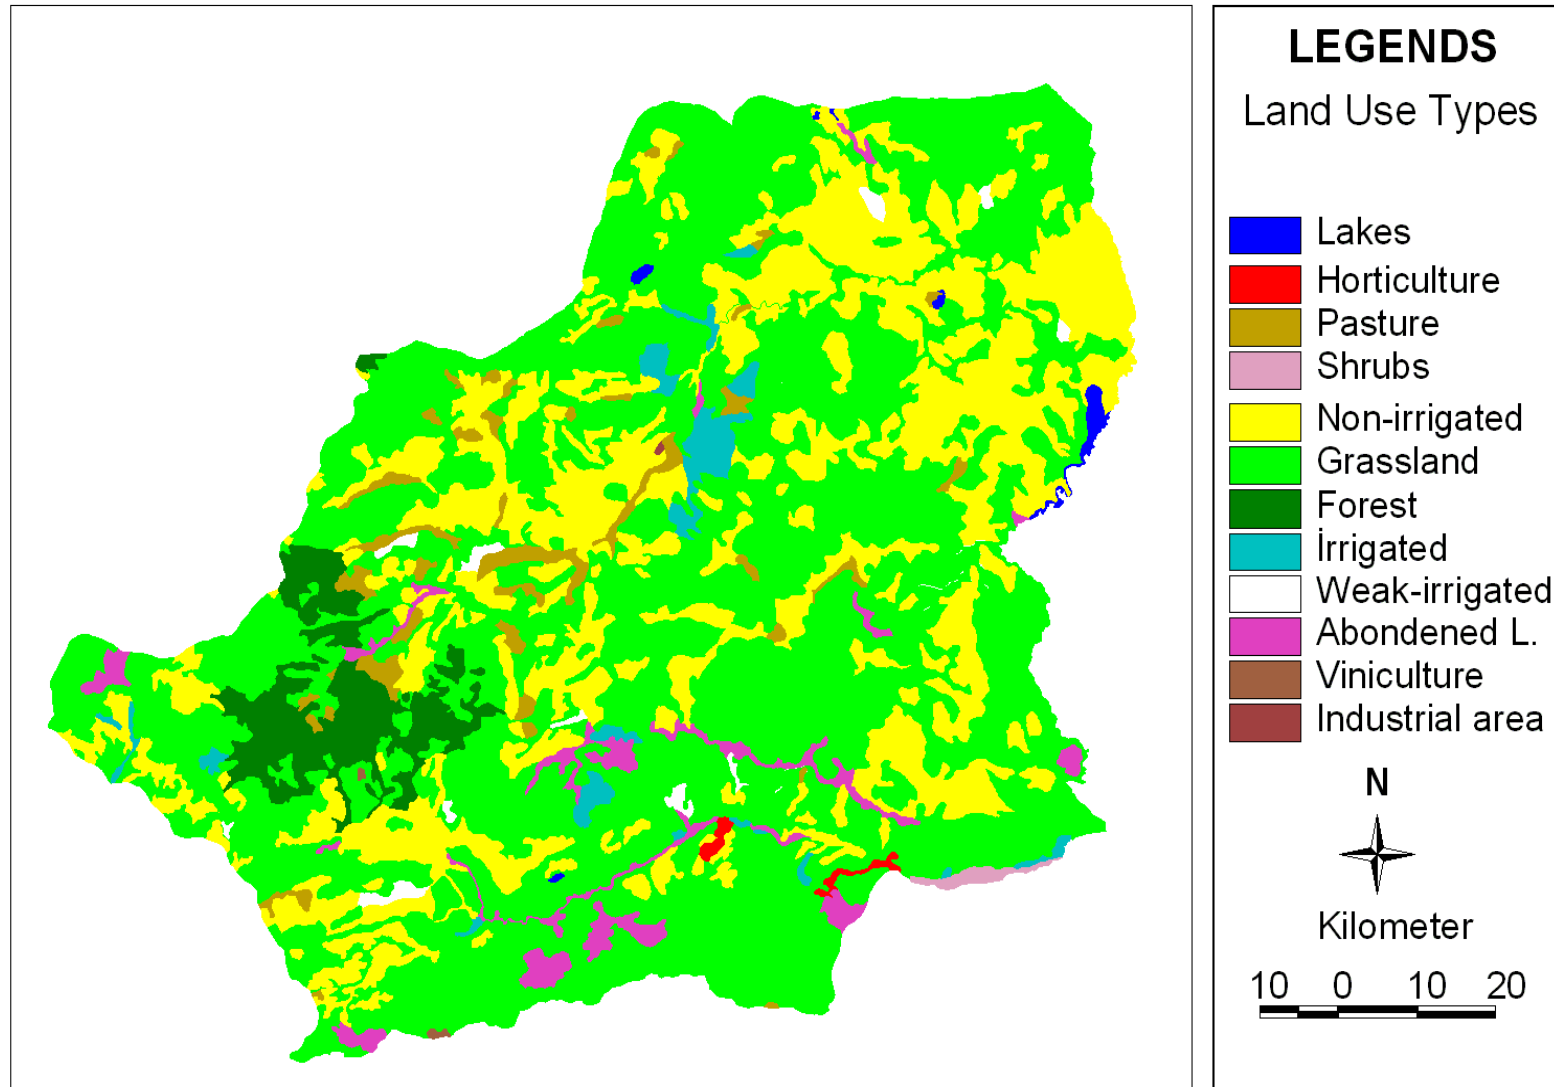 LEGENDS
Land Use Types
Lakes
Horticulture
Pasture
Shrubs
Non-irrigated
Grassland
Forest
İrrigated
Weak-irrigated
Abondened L.
Viniculture
Industrial area
N
Kilometer
10 0 10 20